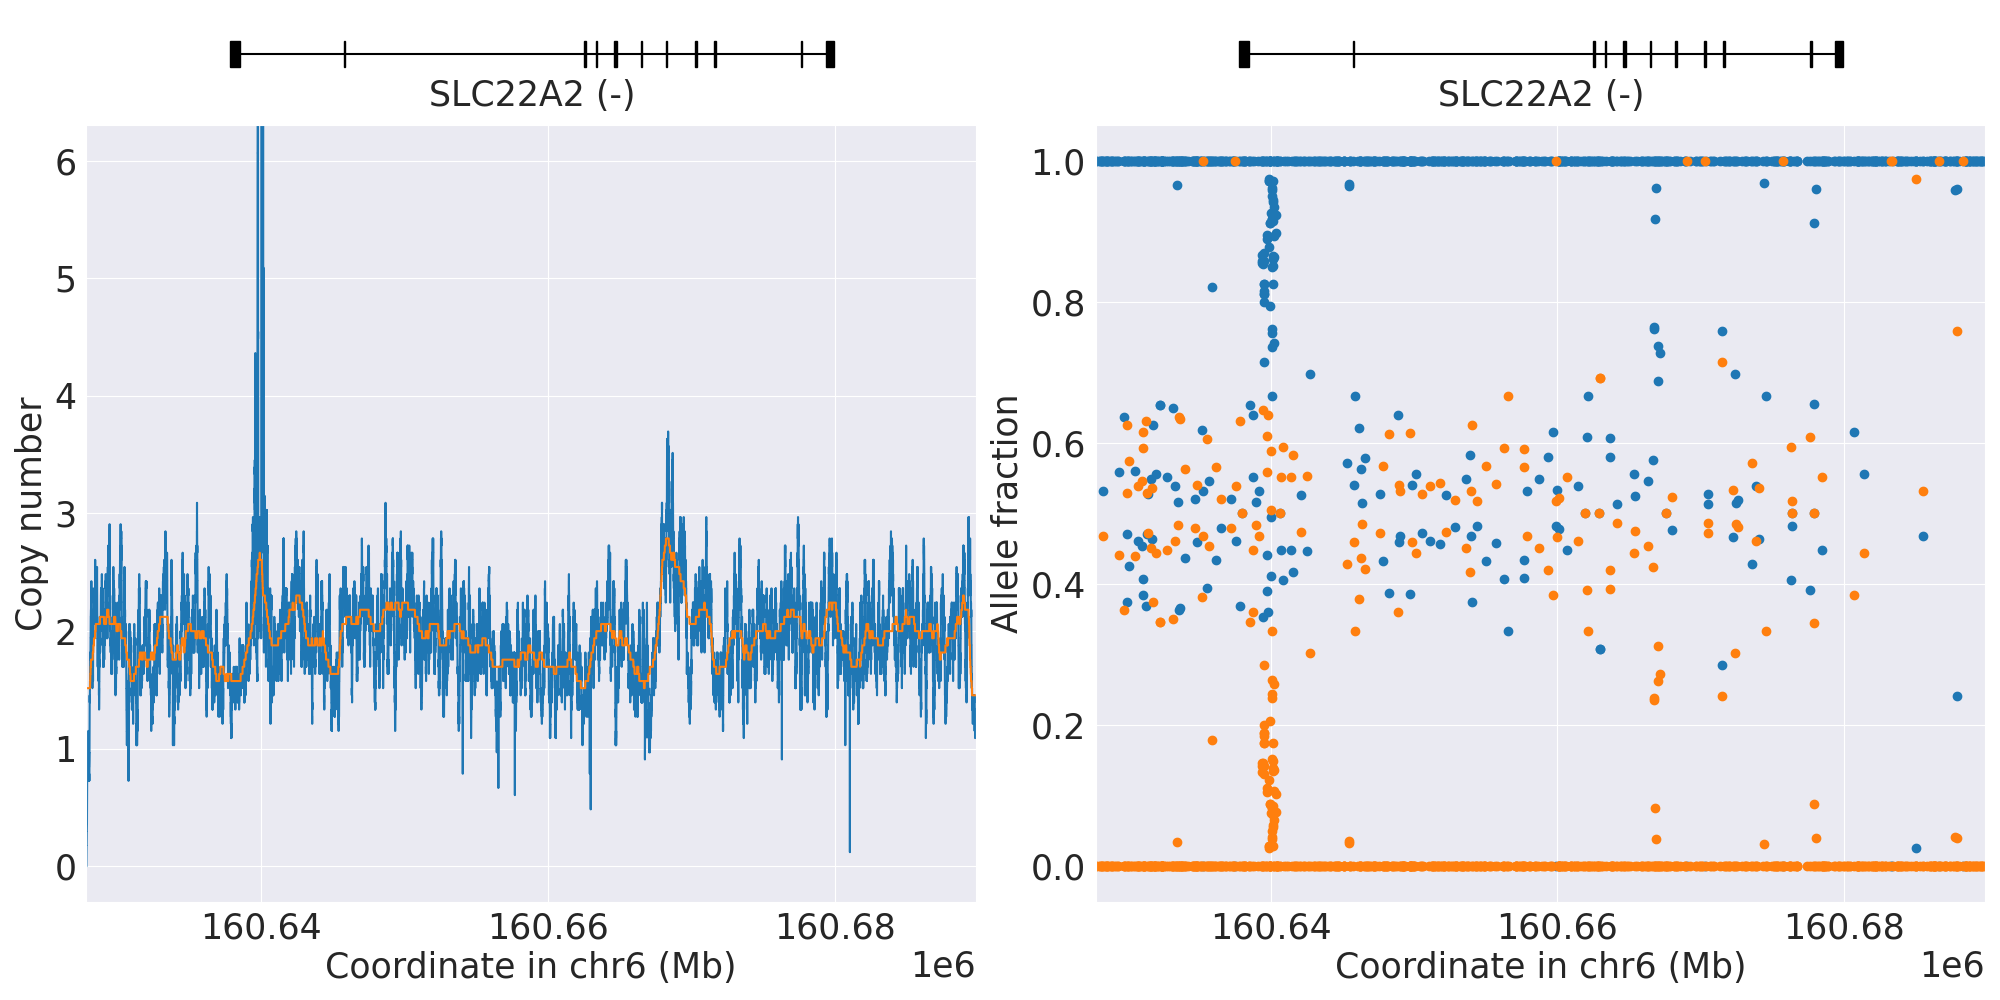 SLC22A2 (-)
Copy number
6
5
4
3
2
1
0
160.64
160.66
160.68
Coordinate in chr6 (Mb)
1e6
SLC22A2 (-)
Allele fraction
1.0
0.8
0.6
0.4
0.2
0.0
160.64
160.66
160.68
Coordinate in chr6 (Mb)
1e6